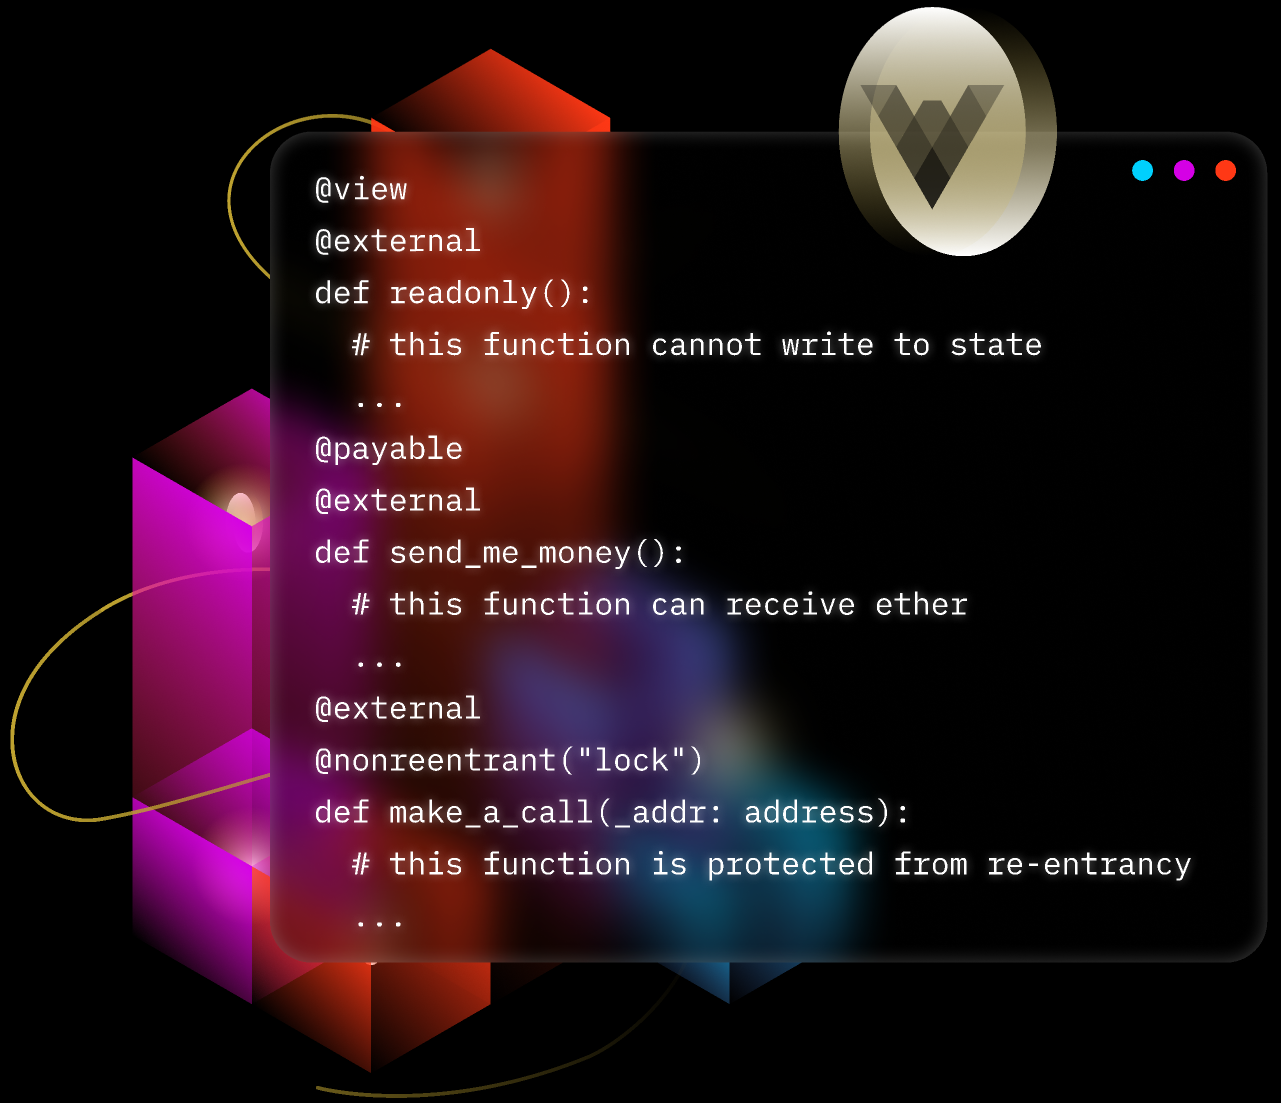 @view
@external
def readonly():
  # this function cannot write to state
  ...
@payable
@external
def send_me_money():
  # this function can receive ether
  ...
@external
@nonreentrant("lock")
def make_a_call(_addr: address):
  # this function is protected from re-entrancy
  ...